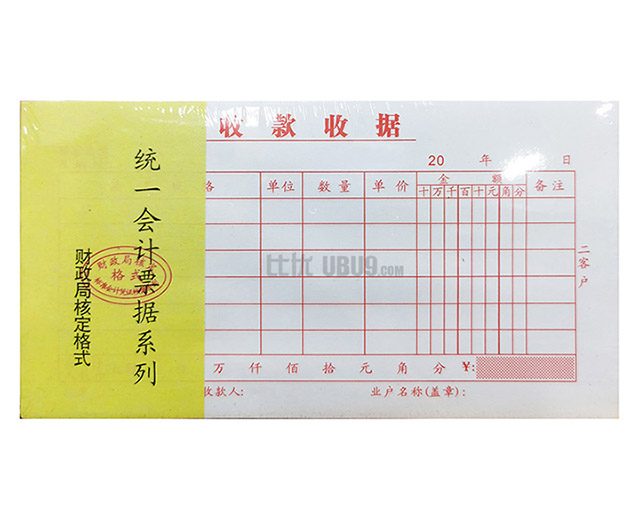 统一会计票据系列
财政局核定格式
财政局核
格式
收款收据
20 年 日
格 单位 数量 单价 金额 备注
十万千百十元角分
二客户
比优 UBU9.COM
万仟佰拾元角分 ¥:
收款人: 业户名称(盖章):